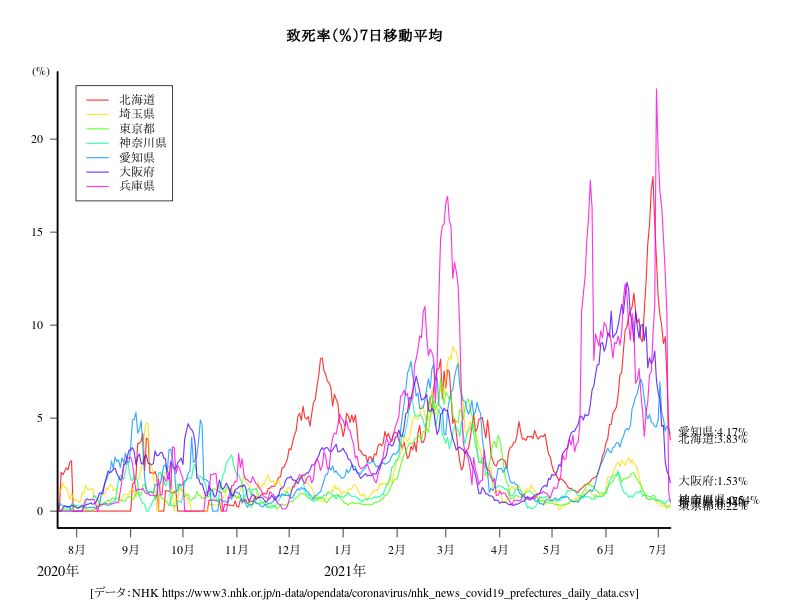 致死率(%)7日移動平均
(%)
北海道
埼玉県
東京都
神奈川県
愛知県
大阪府
兵庫県
20
15
10
5
0
愛知県:4.17%
北海道:3.83%
大阪府:1.53%
東京都:0.22%
8月 9月 10月 11月 12月 1月 2月 3月 4月 5月 6月 7月
2020年 2021年
[データ:NHK https://www3.nhk.or.jp/n-data/opendata/coronavirus/nhk_news_covid19_prefectures_daily_data.csv]